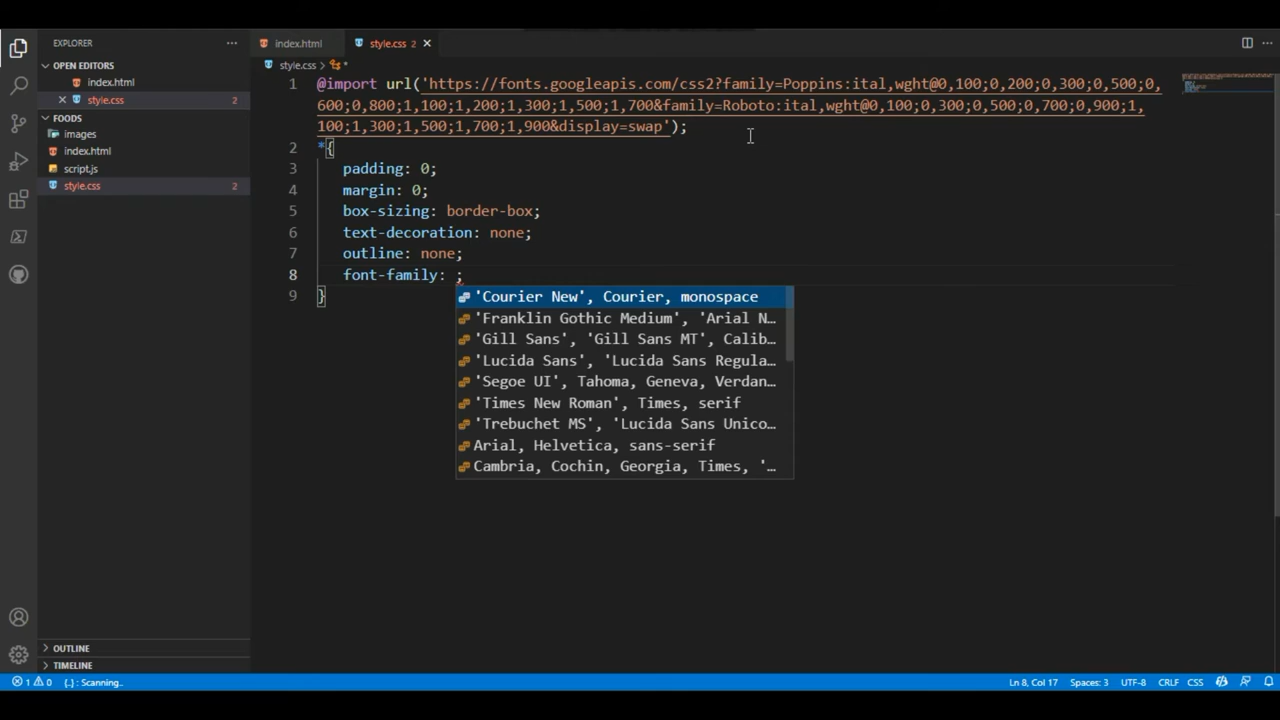 EXPLORER
index.html
style.css 2
OPEN EDITORS
style.css *
index.html
style.css 2
FOODS
images
index.html
script.js
style.css 2
1 @import url('https://fonts.googleapis.com/css2?family=Poppins:ital,wght@0,100;0,200;0,300;0,500;0,
600;0,800;1,100;1,200;1,300;1,500;1,700&family=Roboto:ital,wght@0,100;0,300;0,500;0,700;0,900;1,
100;1,300;1,500;1,700;1,900&display=swap');
2 *{
3 padding: 0;
4 margin: 0;
5 box-sizing: border-box;
6 text-decoration: none;
7 outline: none;
8 font-family: ;
9 }
'Courier New', Courier, monospace
'Franklin Gothic Medium', 'Arial N…
'Gill Sans', 'Gill Sans MT', Calib…
'Lucida Sans', 'Lucida Sans Regula…
'Segoe UI', Tahoma, Geneva, Verdan…
'Times New Roman', Times, serif
'Trebuchet MS', 'Lucida Sans Unico…
Arial, Helvetica, sans-serif
Cambria, Cochin, Georgia, Times, '…
OUTLINE
TIMELINE
1 0 {..} : Scanning.. Ln 8, Col 17 Spaces: 3 UTF-8 CRLF CSS